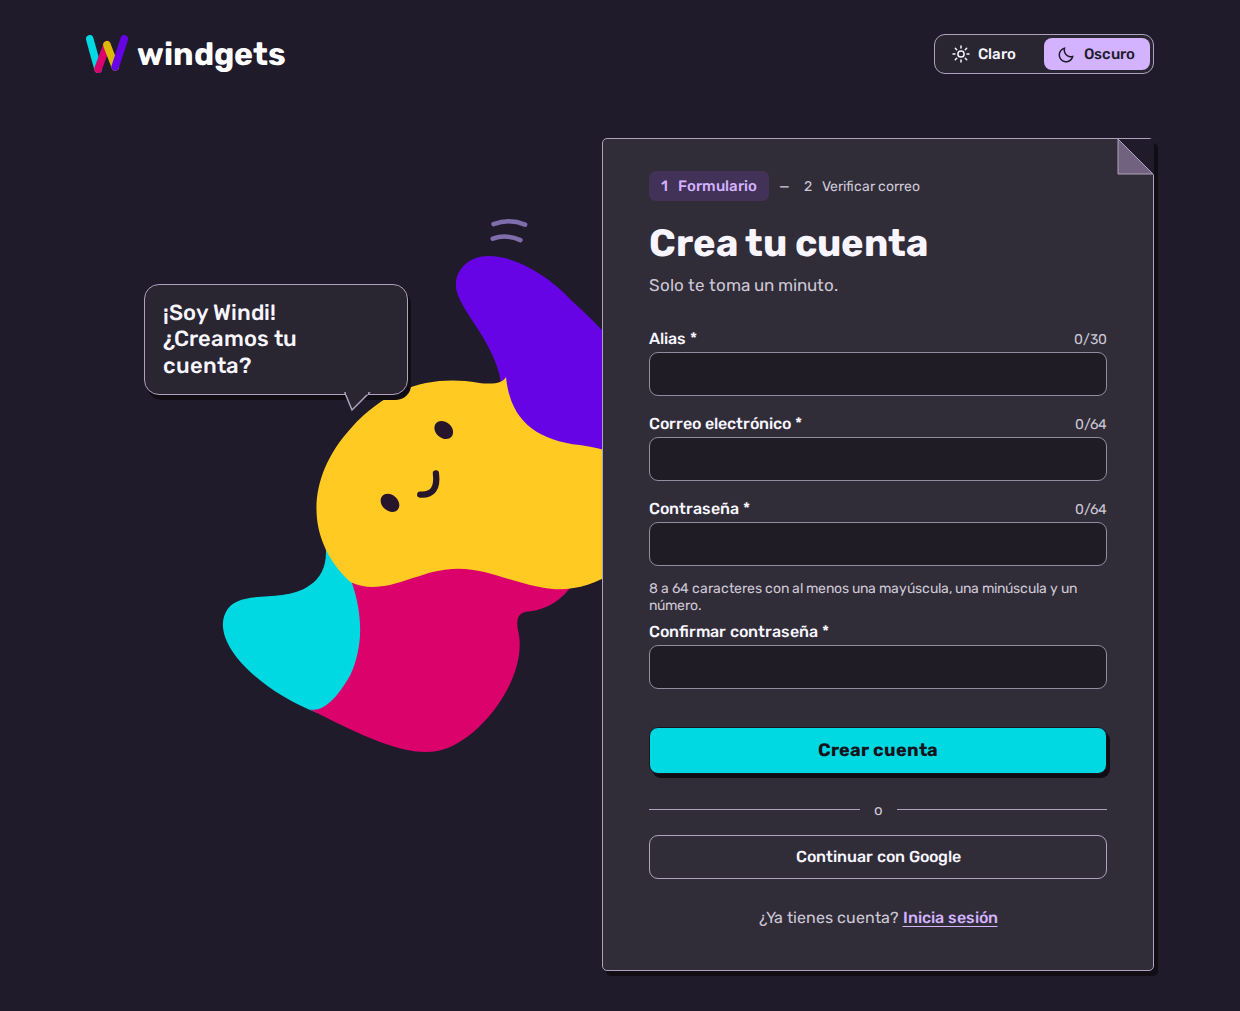 windgets
Claro
Oscuro
1 Formulario – 2 Verificar correo
Crea tu cuenta
Solo te toma un minuto.
¡Soy Windi!
¿Creamos tu
cuenta?
Alias * 0/30
Correo electrónico * 0/64
Contraseña * 0/64
8 a 64 caracteres con al menos una mayúscula, una minúscula y un
número.
Confirmar contraseña *
Crear cuenta
o
Continuar con Google
¿Ya tienes cuenta? Inicia sesión